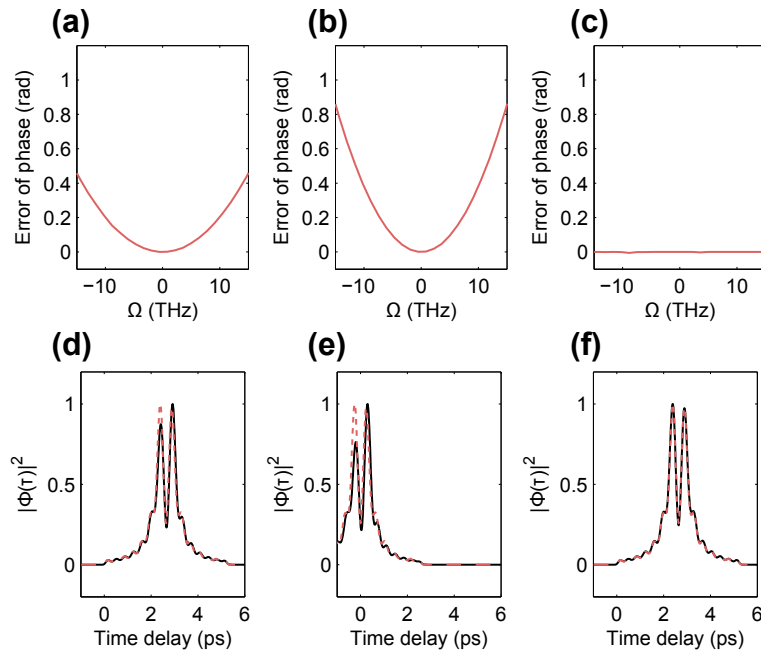 (a) (b) (c)
Error of phase (rad) Error of phase (rad) Error of phase (rad)
1 1 1
0.8 0.8 0.8
0.6 0.6 0.6
0.4 0.4 0.4
0.2 0.2 0.2
0 0 0
−10 0 10 −10 0 10 −10 0 10
Ω (THz) Ω (THz) Ω (THz)
(d) (e) (f)
|Φ(τ)|² |Φ(τ)|² |Φ(τ)|²
1 1 1
0.5 0.5 0.5
0 0 0
0 2 4 6 0 2 4 6 0 2 4 6
Time delay (ps) Time delay (ps) Time delay (ps)